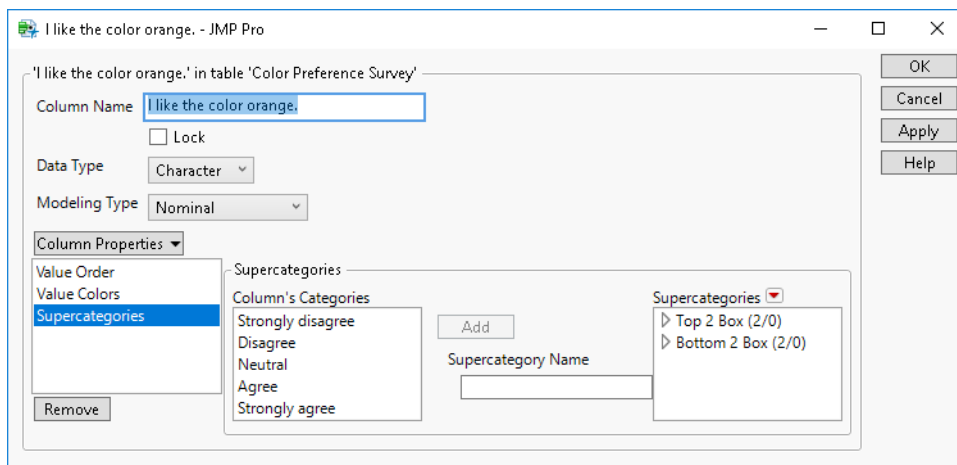 I like the color orange. - JMP Pro
'I like the color orange.' in table 'Color Preference Survey'
OK
Column Name I like the color orange.
Cancel
Lock
Apply
Data Type Character
Help
Modeling Type Nominal
Column Properties
Value Order
Value Colors
Supercategories
Remove
Supercategories
Column's Categories
Strongly disagree
Disagree
Neutral
Agree
Strongly agree
Add
Supercategory Name
Supercategories
Top 2 Box (2/0)
Bottom 2 Box (2/0)